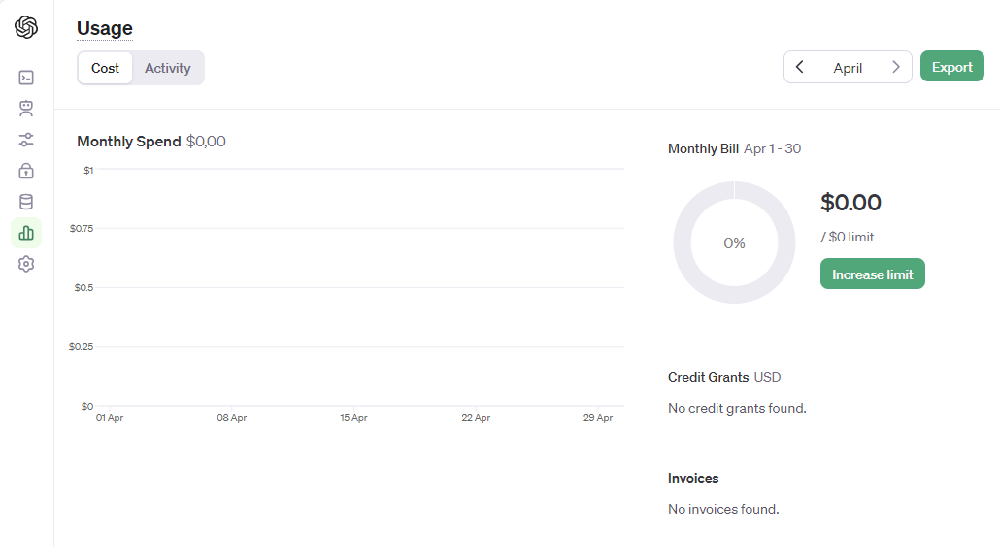 Usage
Cost Activity
April
Export
Monthly Spend $0,00
$1
$0.75
$0.5
$0.25
$0
01 Apr 08 Apr 15 Apr 22 Apr 29 Apr
Monthly Bill Apr 1 - 30
0%
$0.00
/ $0 limit
Increase limit
Credit Grants USD
No credit grants found.
Invoices
No invoices found.